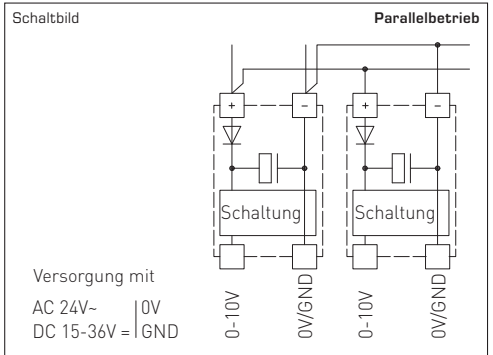 Schaltbild
Parallelbetrieb
+ – + –
Schaltung Schaltung
Versorgung mit
AC 24V~ | 0V
DC 15-36V = | GND
0-10V
0V/GND
0-10V
0V/GND